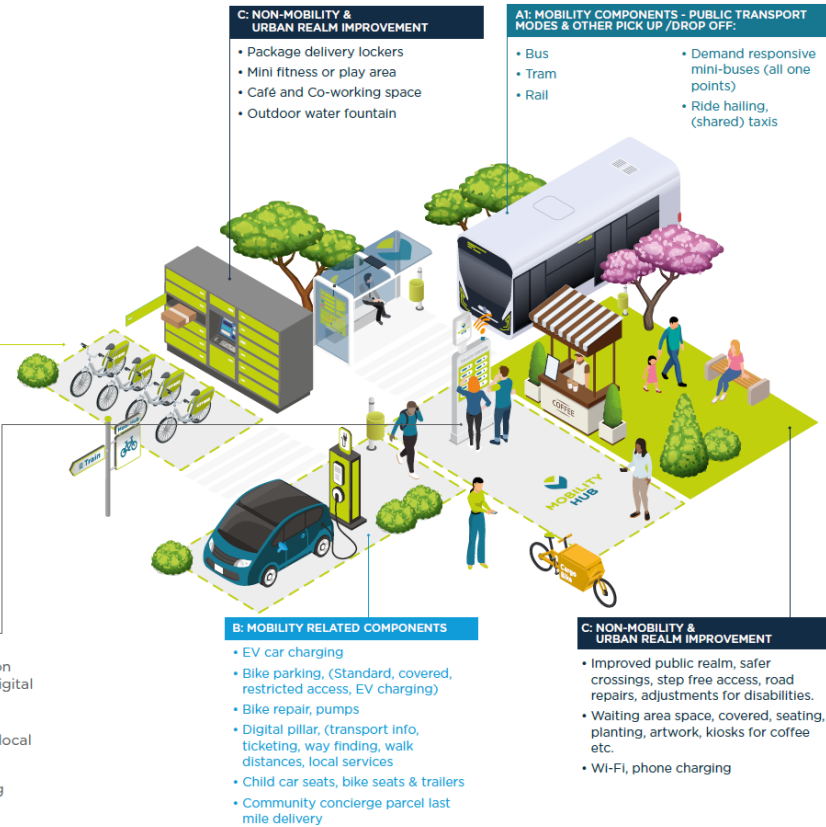 C: NON-MOBILITY &
URBAN REALM IMPROVEMENT
• Package delivery lockers
• Mini fitness or play area
• Café and Co-working space
• Outdoor water fountain
A1: MOBILITY COMPONENTS - PUBLIC TRANSPORT
MODES & OTHER PICK UP /DROP OFF:
• Bus
• Tram
• Rail
• Demand responsive
mini-buses (all one
points)
• Ride hailing,
(shared) taxis
COFFEE
Train
MOBILITY
HUB
Cargo
Bike
on
igital
local
g
B: MOBILITY RELATED COMPONENTS
• EV car charging
• Bike parking, (Standard, covered,
restricted access, EV charging)
• Bike repair, pumps
• Digital pillar, (transport info,
ticketing, way finding, walk
distances, local services
• Child car seats, bike seats & trailers
• Community concierge parcel last
mile delivery
C: NON-MOBILITY &
URBAN REALM IMPROVEMENT
• Improved public realm, safer
crossings, step free access, road
repairs, adjustments for disabilities.
• Waiting area space, covered, seating,
planting, artwork, kiosks for coffee
etc.
• Wi-Fi, phone charging